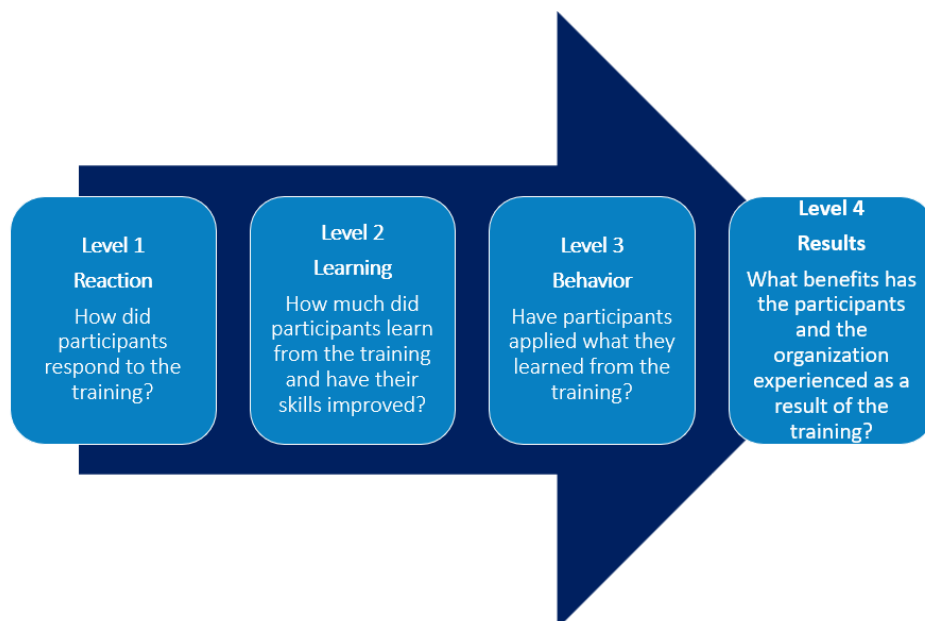 Level 1
Reaction
How did
participants
respond to the
training?
Level 2
Learning
How much did
participants learn
from the training
and have their
skills improved?
Level 3
Behavior
Have participants
applied what they
learned from the
training?
Level 4
Results
What benefits has
the participants
and the
organization
experienced as a
result of the
training?